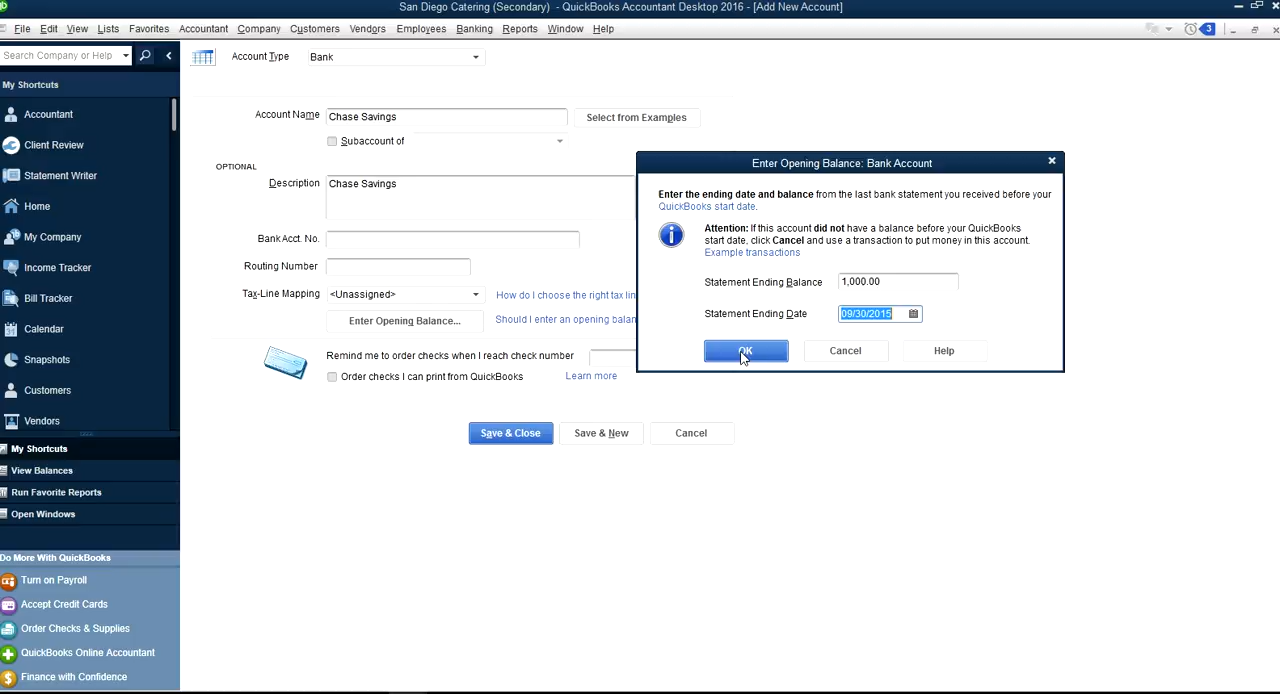 San Diego Catering (Secondary) - QuickBooks Accountant Desktop 2016 - [Add New Account]
File Edit View Lists Favorites Accountant Company Customers Vendors Employees Banking Reports Window Help
3
Search Company or Help
My Shortcuts
Accountant
Client Review
Statement Writer
Home
My Company
Income Tracker
Bill Tracker
Calendar
Snapshots
Customers
Vendors
My Shortcuts
View Balances
Run Favorite Reports
Open Windows
Do More With QuickBooks
Turn on Payroll
Accept Credit Cards
Order Checks & Supplies
QuickBooks Online Accountant
Finance with Confidence
Account Type Bank
Account Name Chase Savings Select from Examples
Subaccount of
OPTIONAL
Description Chase Savings
Bank Acct. No.
Routing Number
Tax-Line Mapping <Unassigned> How do I choose the right tax lin
Enter Opening Balance... Should I enter an opening balan
Remind me to order checks when I reach check number
Order checks I can print from QuickBooks Learn more
Save & Close Save & New Cancel
Enter Opening Balance: Bank Account
Enter the ending date and balance from the last bank statement you received before your
QuickBooks start date.
Attention: If this account did not have a balance before your QuickBooks
start date, click Cancel and use a transaction to put money in this account.
Example transactions
Statement Ending Balance 1,000.00
Statement Ending Date 09/30/2015
OK Cancel Help